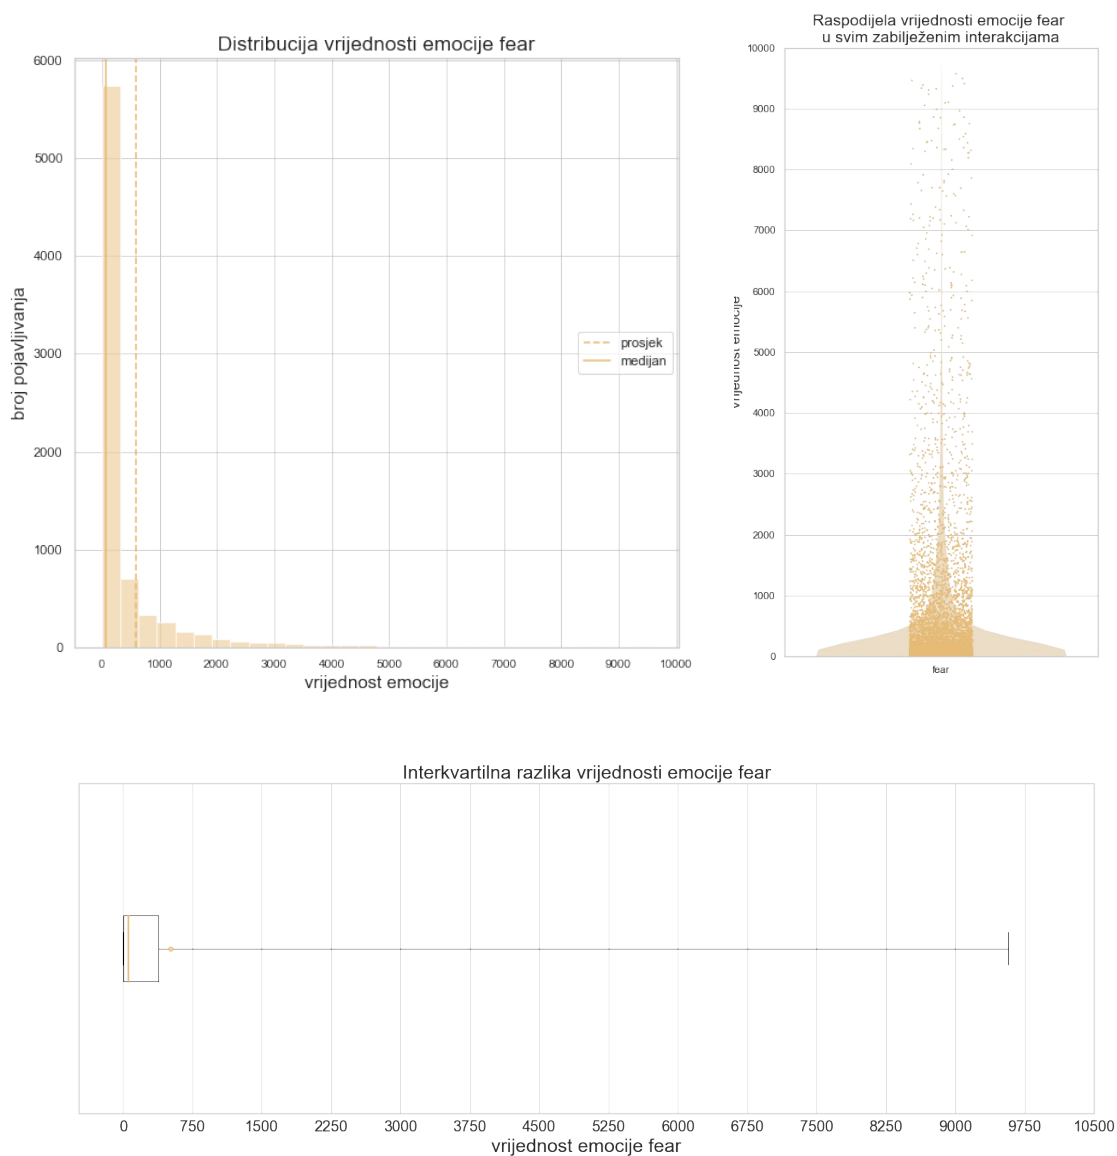 Distribucija vrijednosti emocije fear
6000
5000
4000
3000
2000
1000
0
broj pojavljivanja
prosjek
medijan
0 1000 2000 3000 4000 5000 6000 7000 8000 9000 10000
vrijednost emocije
Raspodijela vrijednosti emocije fear
u svim zabilježenim interakcijama
10000
9000
8000
7000
6000
5000
4000
3000
2000
1000
0
vrijednost emocije
fear
Interkvartilna razlika vrijednosti emocije fear
0 750 1500 2250 3000 3750 4500 5250 6000 6750 7500 8250 9000 9750 10500
vrijednost emocije fear